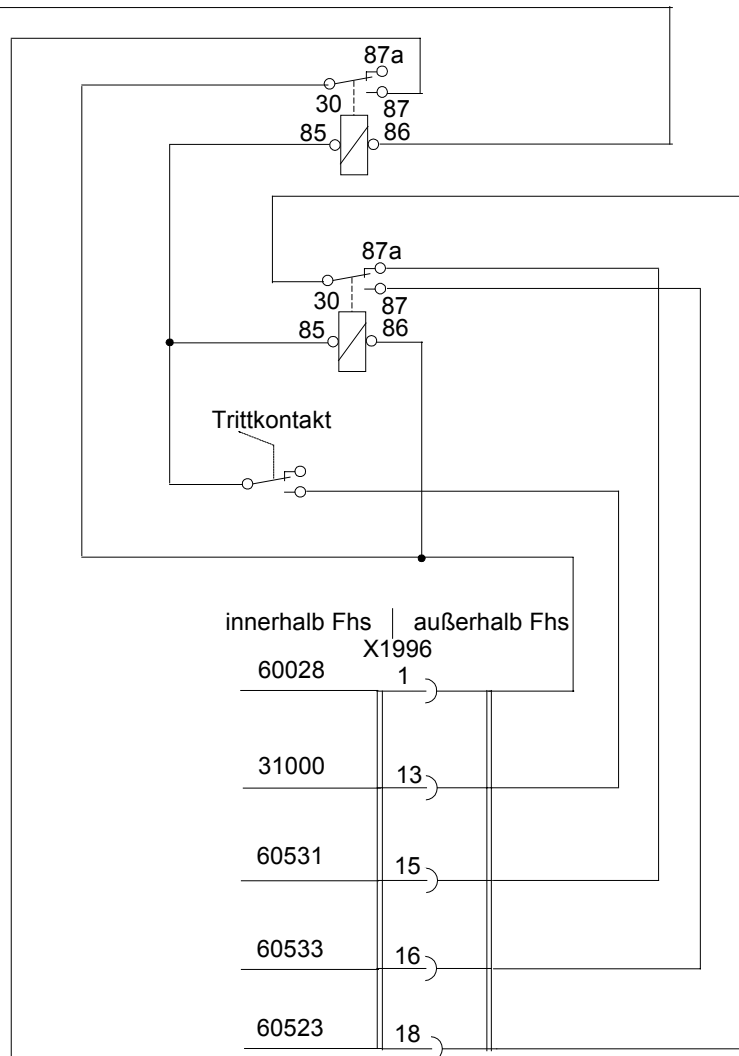 87a
30
87
85
86
87a
30
87
85
86
Trittkontakt
innerhalb Fhs außerhalb Fhs
X1996
60028 1
31000 13
60531 15
60533 16
60523 18